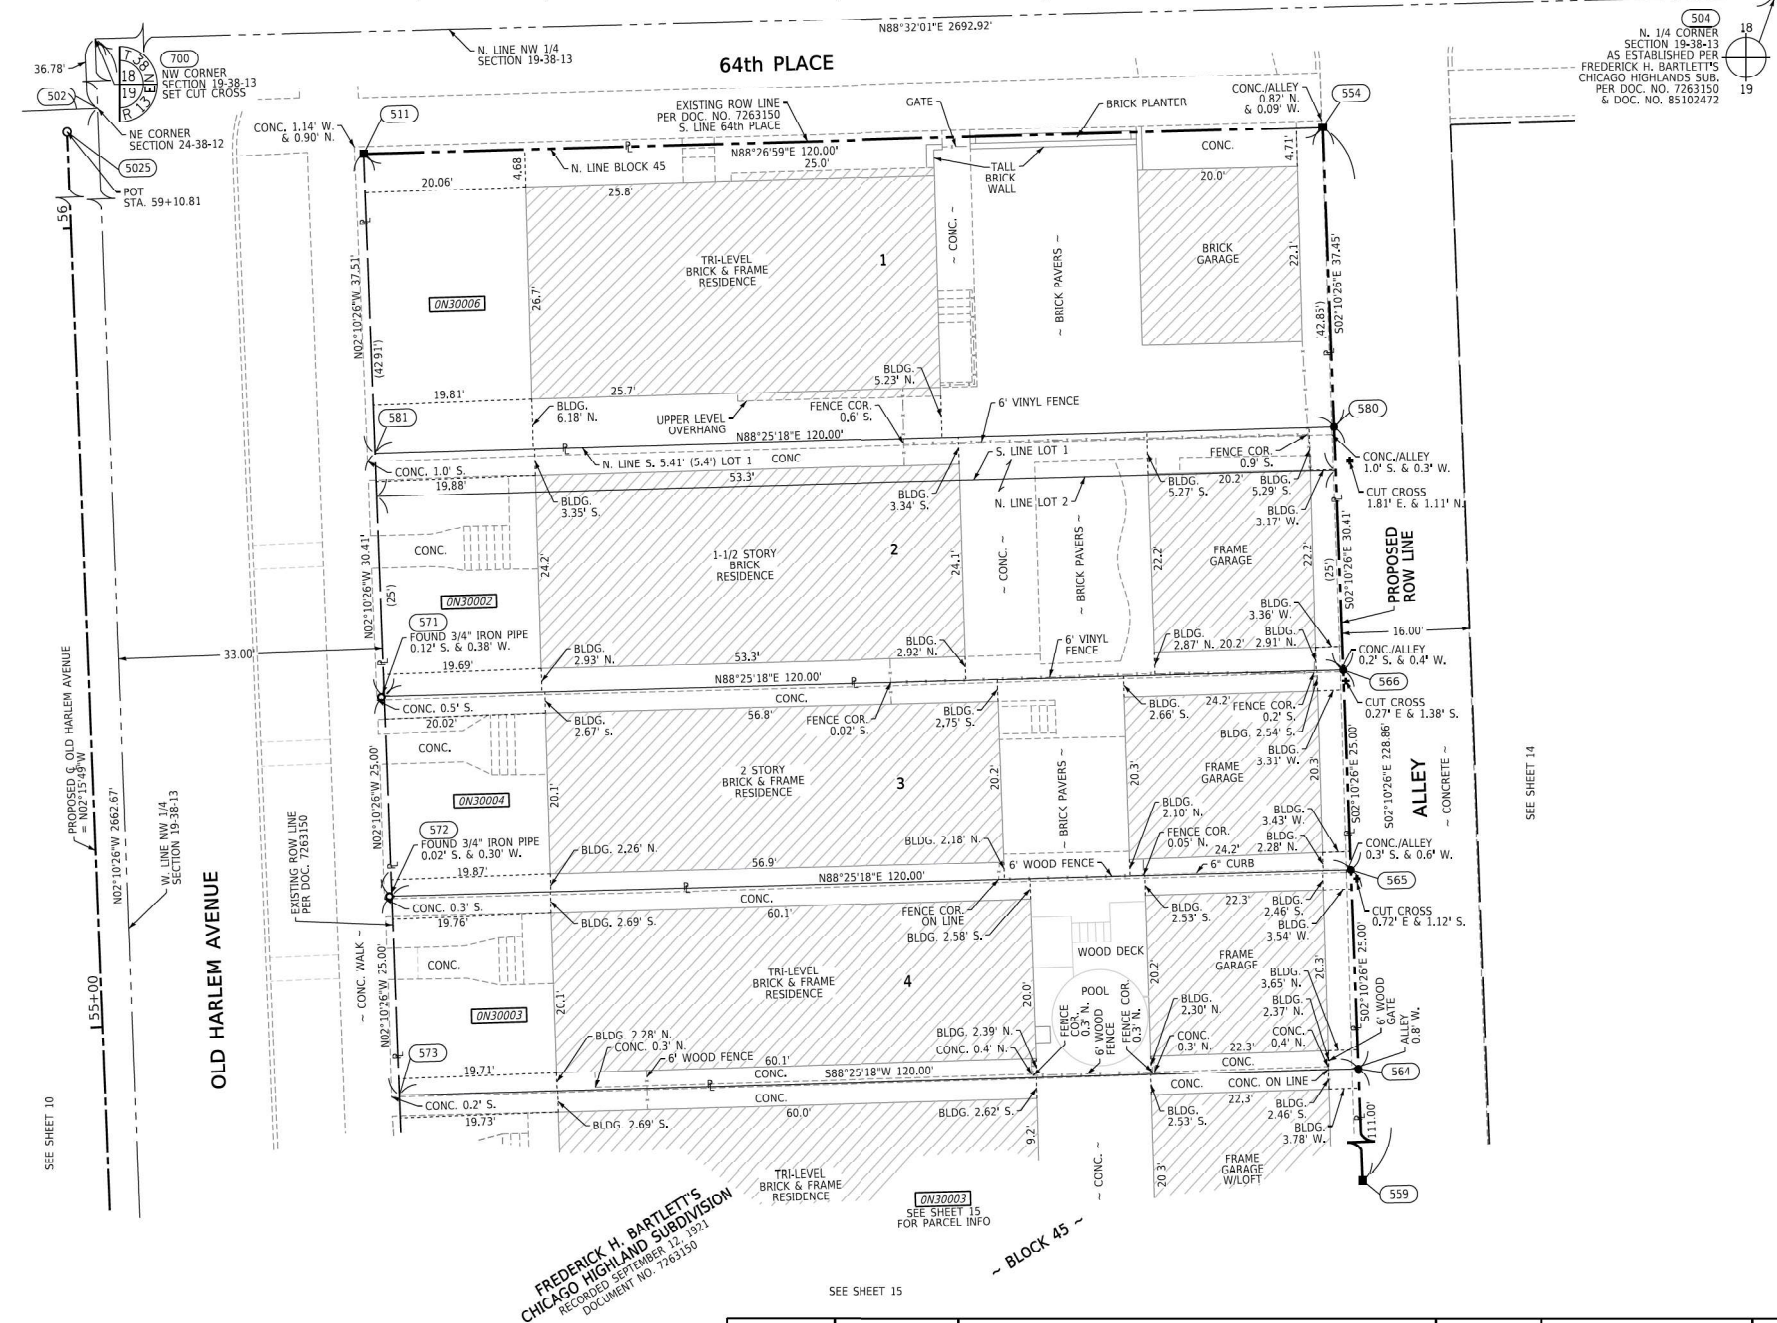 N88°32'01"E 2692.92'
N. LINE NW 1/4
SECTION 19-38-13
64th PLACE
36.78'
502
T 38 N
18
19
R 13 E
700
NW CORNER
SECTION 19-38-13
SET CUT CROSS
NE CORNER
SECTION 24-38-12
5025
POT
STA. 59+10.81
56
504
N. 1/4 CORNER
SECTION 19-38-13
AS ESTABLISHED PER
FREDERICK H. BARTLETT'S
CHICAGO HIGHLANDS SUB.
PER DOC. NO. 7263150
& DOC. NO. 85102472
18
19
CONC. 1.14' W.
& 0.90' N.
511
EXISTING ROW LINE
PER DOC. NO. 7263150
S. LINE 64th PLACE
GATE
BRICK PLANTER
CONC./ALLEY
0.82' N.
& 0.09' W.
554
N88°26'59"E 120.00'
25.0'
N. LINE BLOCK 45
4.68
20.06'
25.8'
TALL
BRICK
WALL
CONC.
4.71'
20.0'
TRI-LEVEL
BRICK & FRAME
RESIDENCE
1
~ CONC. ~
~ BRICK PAVERS ~
BRICK
GARAGE
22.1'
N02°10'26"W 37.51'
(42.91')
0N30006
26.7'
(42.85')
S02°10'26"E 37.45'
19.81'
25.7'
BLDG.
6.18' N.
UPPER LEVEL
OVERHANG
BLDG.
5.23' N.
FENCE COR.
0.6' S.
6' VINYL FENCE
580
581
N88°25'18"E 120.00'
CONC. 1.0' S.
N. LINE S. 5.41' (5.4') LOT 1
CONC
S. LINE LOT 1
FENCE COR.
0.9' S.
CONC./ALLEY
1.0' S. & 0.3' W.
19.88'
53.3'
BLDG.
3.35' S.
BLDG.
3.34' S.
N. LINE LOT 2
BLDG.
5.27' S.
20.2'
BLDG.
5.29' S.
BLDG.
3.17' W.
CUT CROSS
1.81' E. & 1.11' N.
CONC.
1-1/2 STORY
BRICK
RESIDENCE
2
24.2'
24.1'
~ CONC. ~
~ BRICK PAVERS ~
22.2'
FRAME
GARAGE
22.2'
(25')
S02°10'26"E 30.41'
PROPOSED
ROW LINE
N02°10'26"W 30.41'
(25')
0N30002
571
FOUND 3/4" IRON PIPE
0.12' S. & 0.38' W.
33.00'
19.69'
BLDG.
2.93' N.
53.3'
BLDG.
2.92' N.
6' VINYL
FENCE
BLDG.
2.87' N.
20.2'
BLDG.
3.36' W.
BLDG.
2.91' N.
16.00'
CONC./ALLEY
0.2' S. & 0.4' W.
566
N88°25'18"E 120.00'
CONC. 0.5' S.
20.02'
BLDG.
2.67' S.
CONC.
56.8'
FENCE COR.
0.02' S.
BLDG.
2.75' S.
BLDG.
2.66' S.
24.2'
FENCE COR.
0.2' S.
BLDG. 2.54' S.
BLDG.
3.31' W.
CUT CROSS
0.27' E & 1.38' S.
CONC.
2 STORY
BRICK & FRAME
RESIDENCE
3
20.1'
20.2'
~ BRICK PAVERS ~
20.3'
FRAME
GARAGE
20.3'
N02°10'26"W 25.00'
0N30004
S02°10'26"E 25.00'
S02°10'26"E 228.86'
ALLEY
~ CONCRETE ~
SEE SHEET 14
572
FOUND 3/4" IRON PIPE
0.02' S. & 0.30' W.
19.87'
BLDG. 2.26' N.
56.9'
BLDG. 2.18' N.
6' WOOD FENCE
BLDG.
2.10' N.
FENCE COR.
0.05' N.
24.2'
BLDG.
3.43' W.
BLDG.
2.28' N.
6" CURB
CONC./ALLEY
0.3' S. & 0.6' W.
565
N88°25'18"E 120.00'
CONC. 0.3' S.
19.76'
BLDG. 2.69' S.
CONC.
60.1'
FENCE COR.
ON LINE
BLDG. 2.58' S.
BLDG.
2.53' S.
22.3'
BLDG.
2.46' S.
BLDG.
3.54' W.
CUT CROSS
0.72' E & 1.12' S.
PROPOSED ℄ OLD HARLEM AVENUE
= N02°15'49"W
N02°10'26"W 2662.67'
W. LINE NW 1/4
SECTION 19-38-13
OLD HARLEM AVENUE
EXISTING ROW LINE
PER DOC. 7263150
~ CONC. WALK ~
55+00
SEE SHEET 10
N02°10'26"W 25.00'
CONC.
0N30003
20.1'
TRI-LEVEL
BRICK & FRAME
RESIDENCE
4
20.0'
WOOD DECK
POOL
20.2'
FRAME
GARAGE
20.3'
S02°10'26"E 25.00'
FENCE
COR.
0.3' N.
6' WOOD
FENCE
FENCE COR.
0.3' N.
BLDG.
2.30' N.
BLDG.
3.65' N.
BLDG.
2.37' N.
6' WOOD
GATE
ALLEY
0.8' W.
573
19.71'
BLDG. 2.28' N.
CONC. 0.3' N.
6' WOOD FENCE
60.1'
BLDG. 2.39' N.
CONC. 0.4' N.
CONC.
0.3' N.
22.3'
CONC.
0.4' N.
CONC.
564
CONC.
S88°25'18"W 120.00'
CONC. 0.2' S.
19.73'
CONC.
60.0'
BLDG. 2.69' S.
BLDG. 2.62' S.
9.2'
CONC.
CONC. ON LINE
22.3'
BLDG.
2.53' S.
BLDG.
2.46' S.
BLDG.
3.78' W.
111.00'
559
TRI-LEVEL
BRICK & FRAME
RESIDENCE
0N30003
SEE SHEET 15
FOR PARCEL INFO
~ CONC. ~
20.3'
FRAME
GARAGE
W/LOFT
~ BLOCK 45 ~
FREDERICK H. BARTLETT'S
CHICAGO HIGHLAND SUBDIVISION
RECORDED SEPTEMBER 12, 1921
DOCUMENT NO. 7263150
SEE SHEET 15